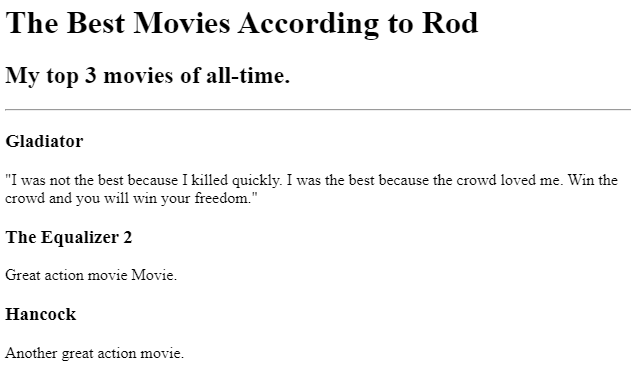 The Best Movies According to Rod
My top 3 movies of all-time.
Gladiator
"I was not the best because I killed quickly. I was the best because the crowd loved me. Win the
crowd and you will win your freedom."
The Equalizer 2
Great action movie Movie.
Hancock
Another great action movie.